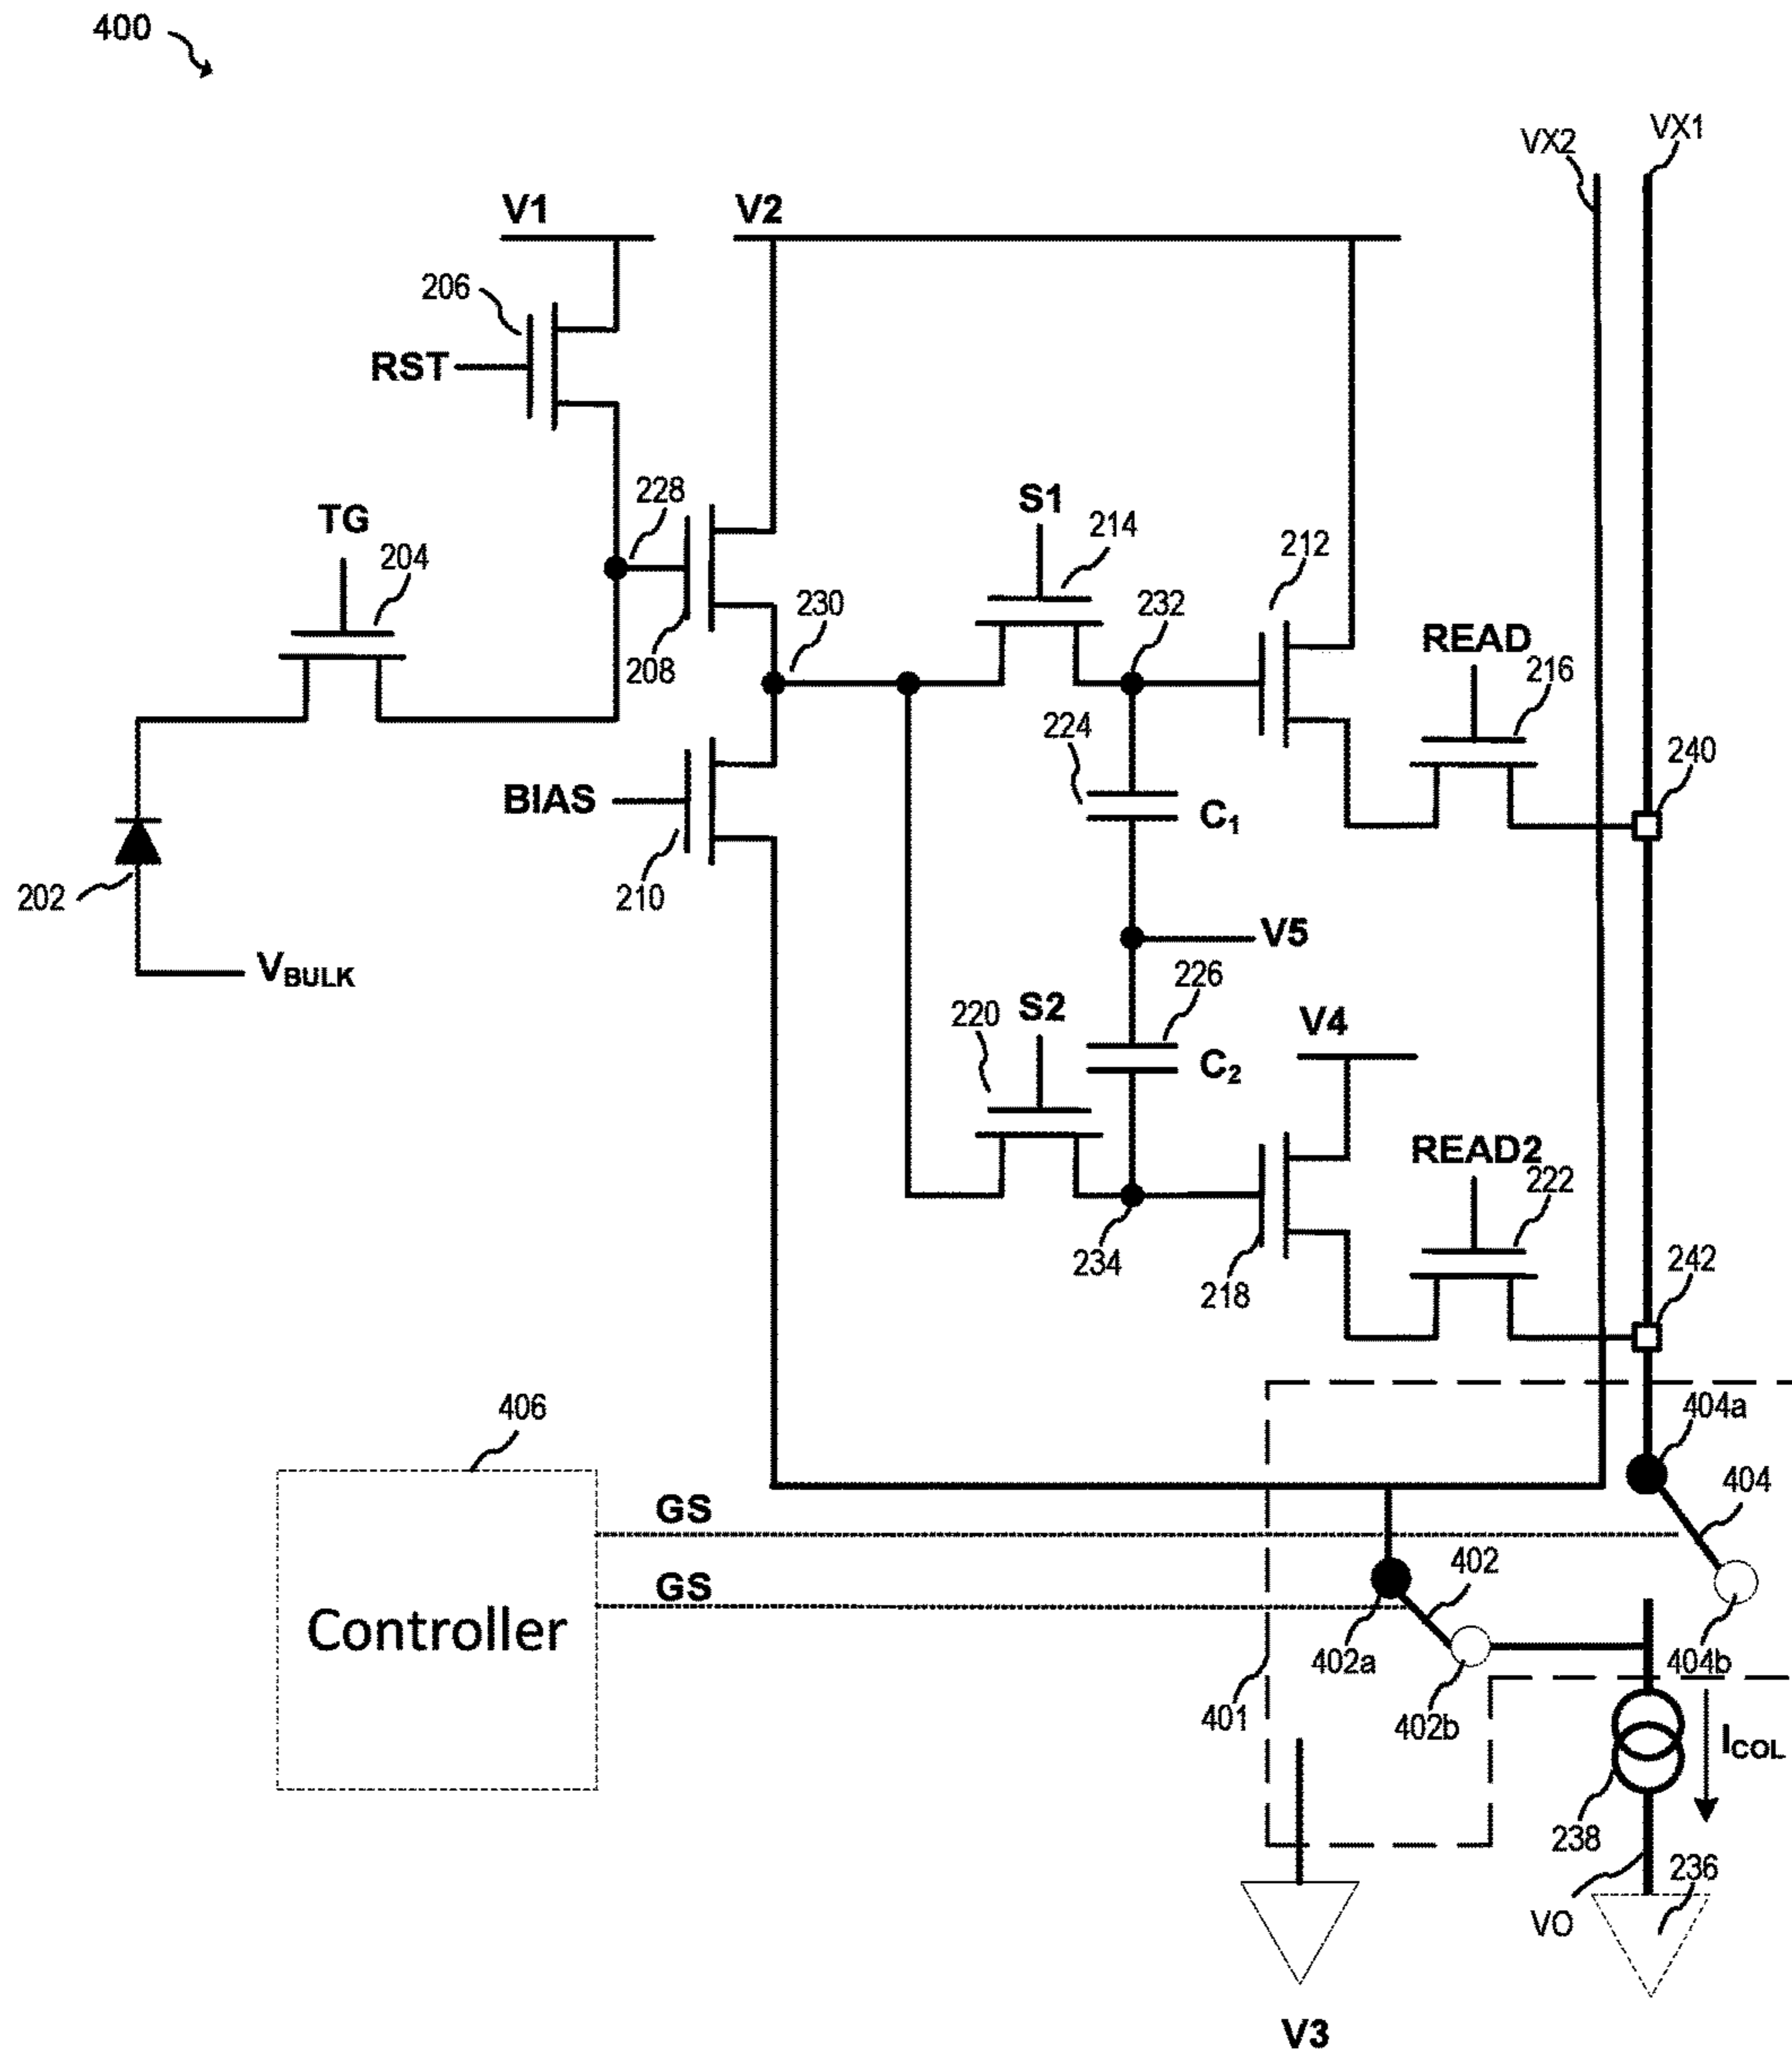 400
VX2
VX1
V1
V2
206
RST
228
S1
214
212
TG
204
230
232
READ
216
208
224
240
BIAS
C₁
202
210
V5
V_BULK
226
220
S2
V4
C₂
READ2
222
234
218
242
406
404a
GS
404
402
GS
Controller
402a
404b
401
402b
I_COL
238
236
VO
V3